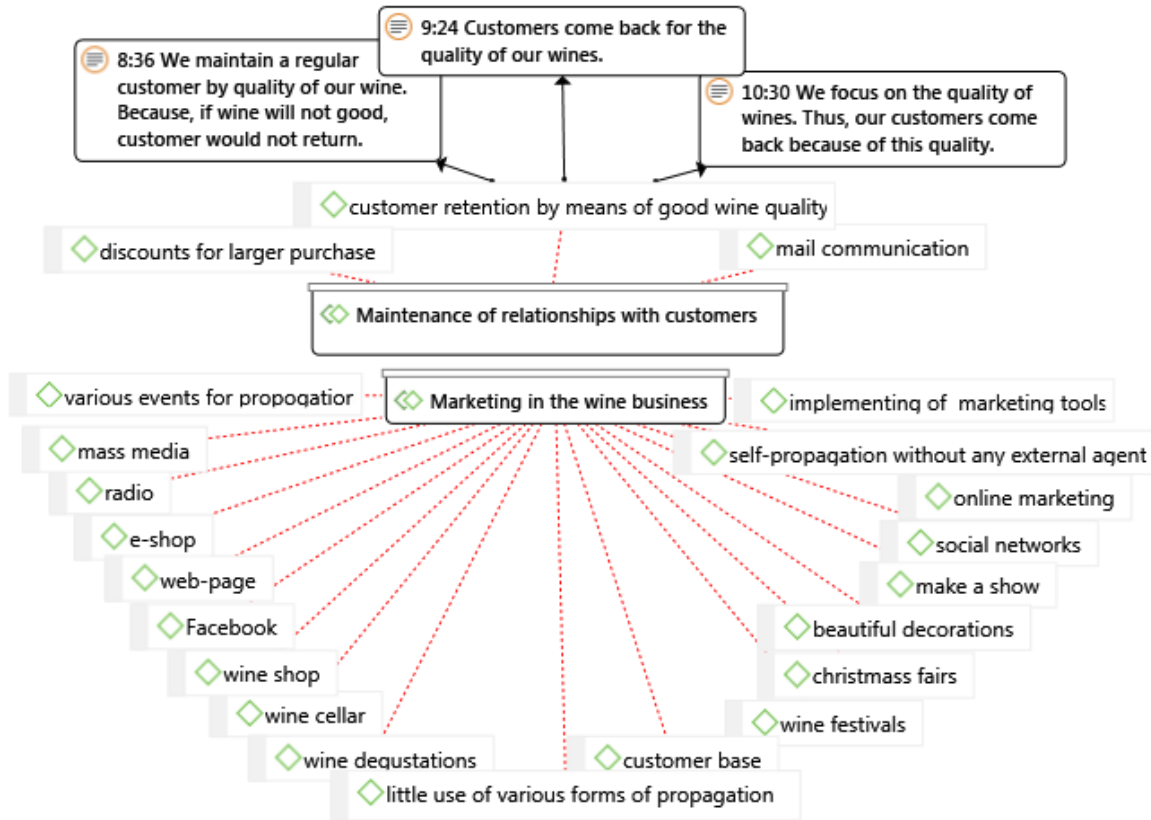 9:24 Customers come back for the
quality of our wines.
8:36 We maintain a regular
customer by quality of our wine.
Because, if wine will not good,
customer would not return.
10:30 We focus on the quality of
wines. Thus, our customers come
back because of this quality.
customer retention by means of good wine quality
discounts for larger purchase
mail communication
Maintenance of relationships with customers
various events for propogation
Marketing in the wine business
implementing of marketing tools
mass media
self-propagation without any external agent
radio
online marketing
e-shop
social networks
web-page
make a show
Facebook
beautiful decorations
wine shop
christmass fairs
wine cellar
wine festivals
wine degustations
customer base
little use of various forms of propagation